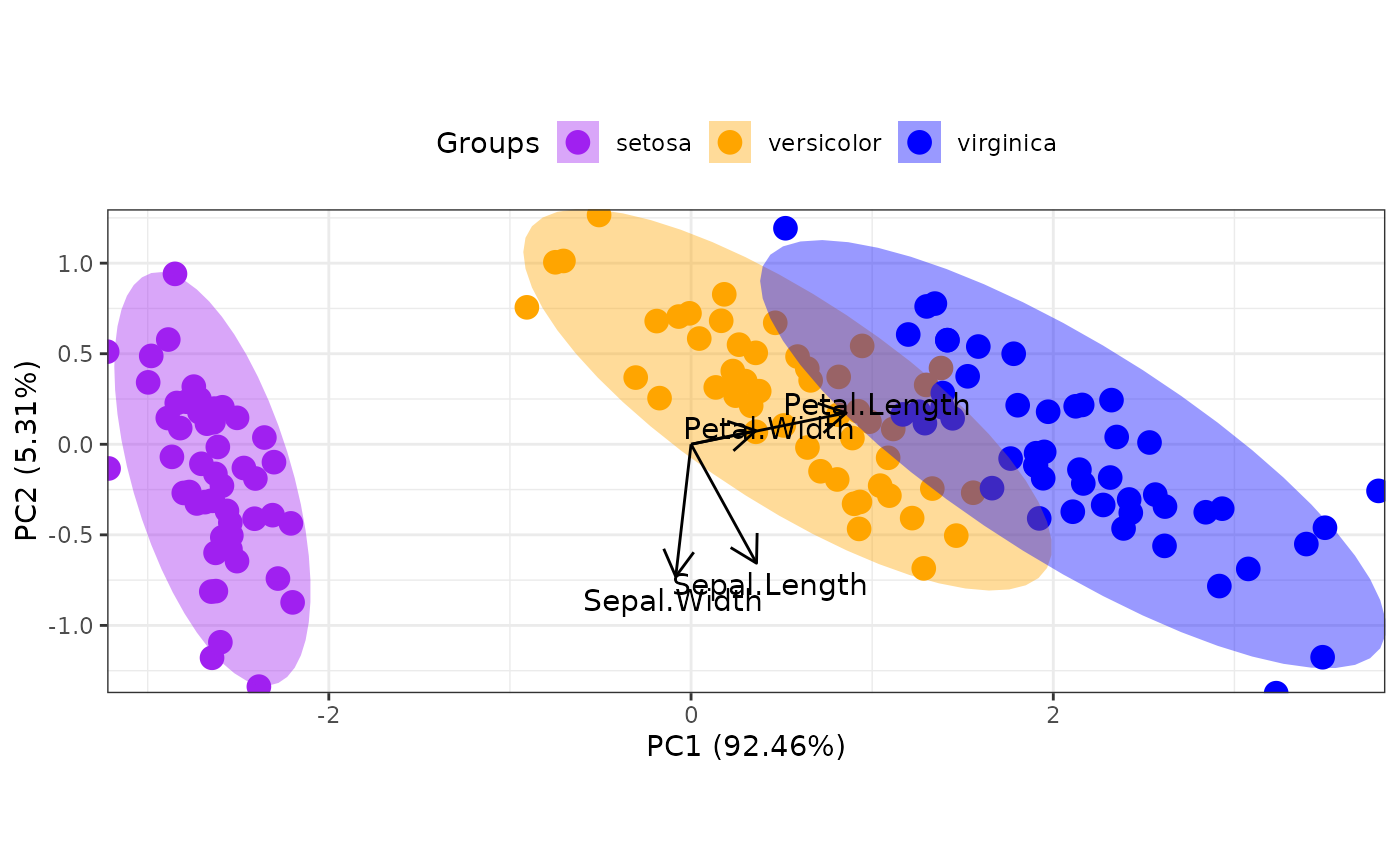 Groups setosa versicolor virginica
1.0
0.5
0.0
-0.5
-1.0
PC2 (5.31%)
Petal.Length
Petal.Width
Sepal.Length
Sepal.Width
-2 0 2
PC1 (92.46%)